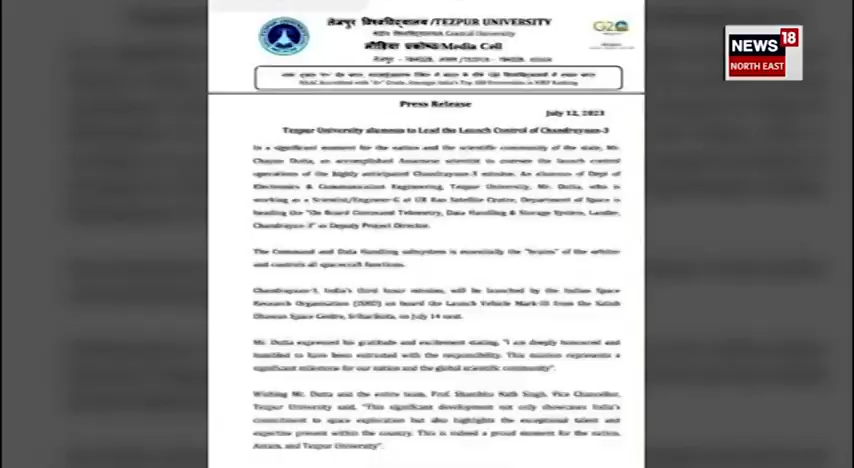 तेजपुर विश्वविद्यालय /TEZPUR UNIVERSITY
Central University
Media Cell
G20
NEWS 18
NORTH EAST
Press Release
July 12, 2023
Tezpur University alumnus to Lead the Launch Control of Chandrayaan-3
In a significant moment for the nation and the scientific community of the state, Mr.
Chayan Dutta, an accomplished Assamese scientist to oversee the launch control
operations of the highly anticipated Chandrayaan-3 mission. An alumnus of Dept of
Electronics & Communication Engineering, Tezpur University, Mr. Dutta, who is
working as a Scientist/Engineer-G at UR Rao Satellite Centre, Department of Space is
heading the "On Board Command Telemetry, Data Handling & Storage System, Lander,
Chandrayaan-3" as Deputy Project Director.
The Command and Data Handling subsystem is essentially the "brains" of the orbiter
and controls all spacecraft functions.
Chandrayaan-3, India's third lunar mission, will be launched by the Indian Space
Research Organisation (ISRO) on board the Launch Vehicle Mark-III from the Satish
Dhawan Space Centre, Sriharikota, on July 14 next.
Mr. Dutta expressed his gratitude and excitement stating, "I am deeply honoured and
humbled to have been entrusted with the responsibility. This mission represents a
significant milestone for our nation and the global scientific community".
Wishing Mr. Dutta and the entire team, Prof. Shambhu Nath Singh, Vice Chancellor,
Tezpur University said, "This significant development not only showcases India's
commitment to space exploration but also highlights the exceptional talent and
expertise present within the country. This is indeed a proud moment for the nation,
Assam, and Tezpur University".